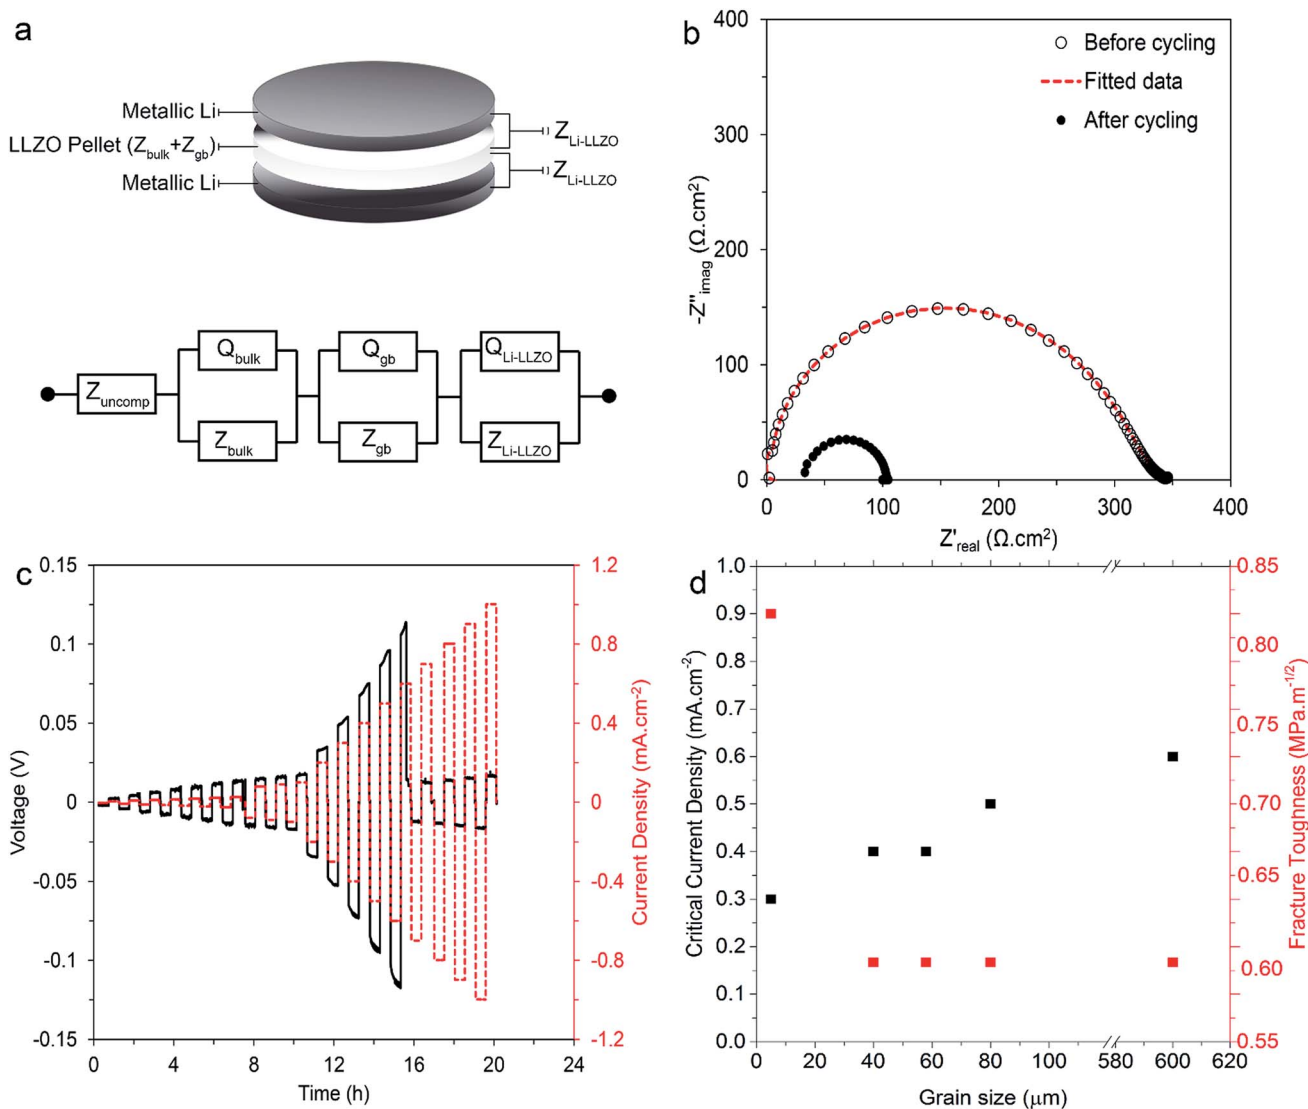 a
Metallic Li
LLZO Pellet (Zbulk+Zgb)
Metallic Li
ZLi-LLZO
ZLi-LLZO
Zuncomp
Qbulk
Zbulk
Qgb
Zgb
QLi-LLZO
ZLi-LLZO
b
Before cycling
Fitted data
After cycling
400
300
200
100
0
-Z"imag (Ω.cm²)
0 100 200 300 400
Z'real (Ω.cm²)
c
0.15
0.1
0.05
0
-0.05
-0.1
-0.15
Voltage (V)
1.2
0.8
0.4
0
-0.4
-0.8
-1.2
Current Density (mA.cm⁻²)
0 4 8 12 16 20 24
Time (h)
d
1.0
0.9
0.8
0.7
0.6
0.5
0.4
0.3
0.2
0.1
0.0
Critical Current Density (mA.cm⁻²)
0.85
0.80
0.75
0.70
0.65
0.60
0.55
Fracture Toughness (MPa.m⁻¹/²)
0 20 40 60 80 100 580 600 620
Grain size (μm)